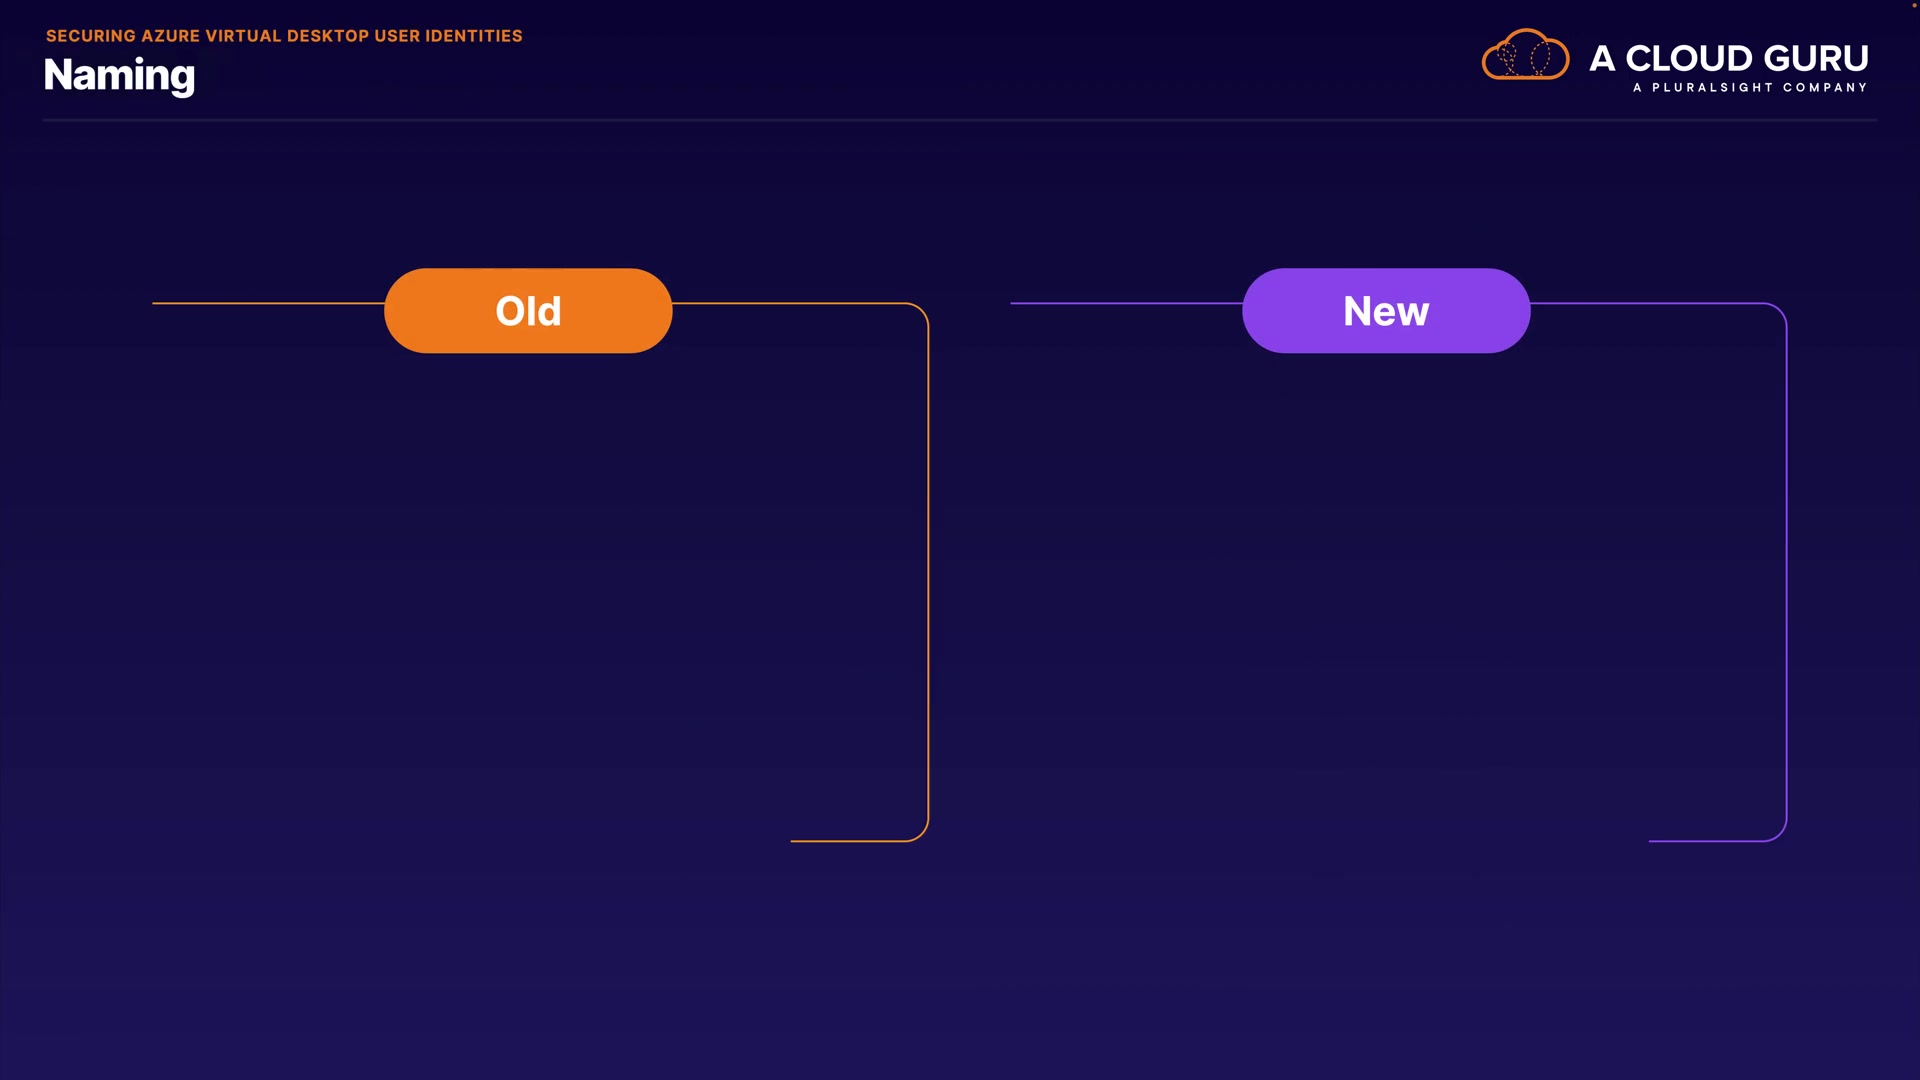 SECURING AZURE VIRTUAL DESKTOP USER IDENTITIES
Naming
A CLOUD GURU
A PLURALSIGHT COMPANY
Old
New